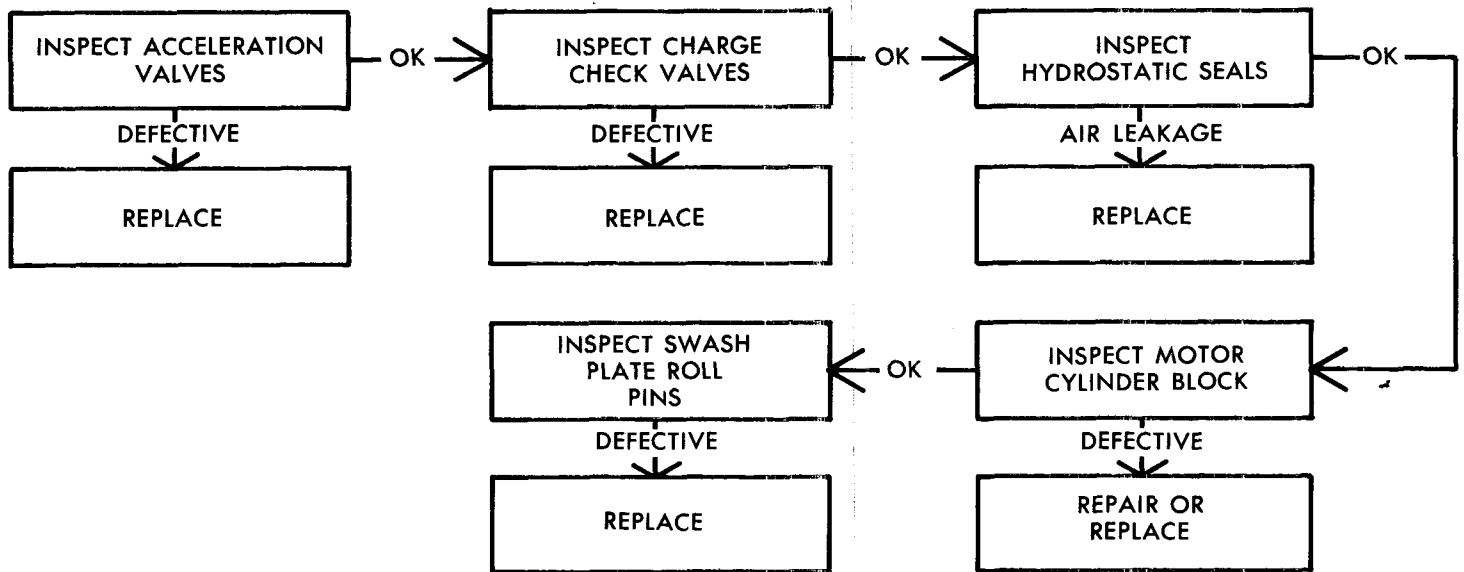 INSPECT ACCELERATION
VALVES
OK
INSPECT CHARGE
CHECK VALVES
OK
INSPECT
HYDROSTATIC SEALS
OK
DEFECTIVE
DEFECTIVE
AIR LEAKAGE
REPLACE
REPLACE
REPLACE
INSPECT SWASH
PLATE ROLL
PINS
OK
INSPECT MOTOR
CYLINDER BLOCK
DEFECTIVE
DEFECTIVE
REPLACE
REPAIR OR
REPLACE